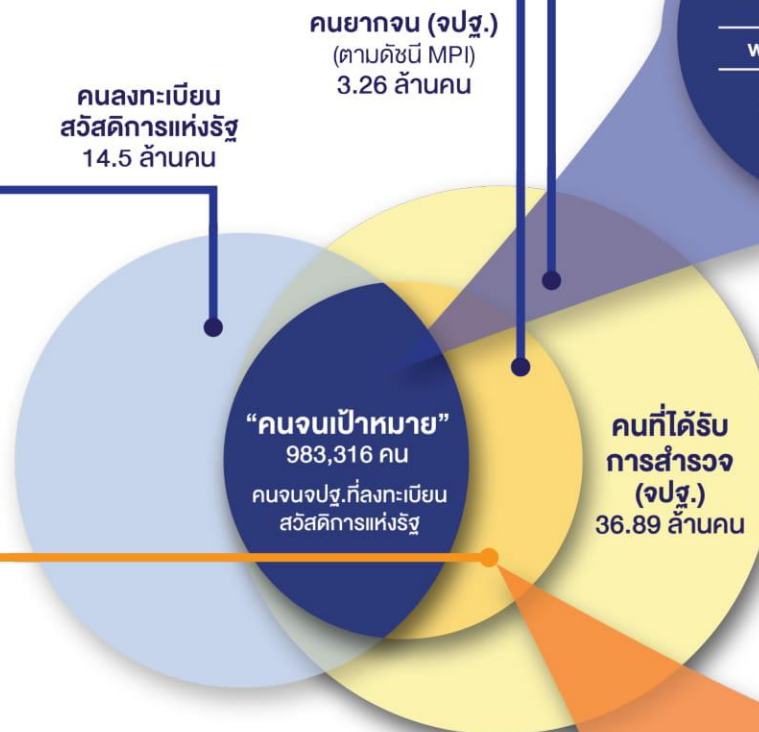 คนยากจน (จปฐ.)
(ตามดัชนี MPI)
3.26 ล้านคน
คนลงทะเบียน
สวัสดิการแห่งรัฐ
14.5 ล้านคน
“คนจนเป้าหมาย”
983,316 คน
คนจนจปฐ.ที่ลงทะเบียน
สวัสดิการแห่งรัฐ
คนที่ได้รับ
การสำรวจ
(จปฐ.)
36.89 ล้านคน